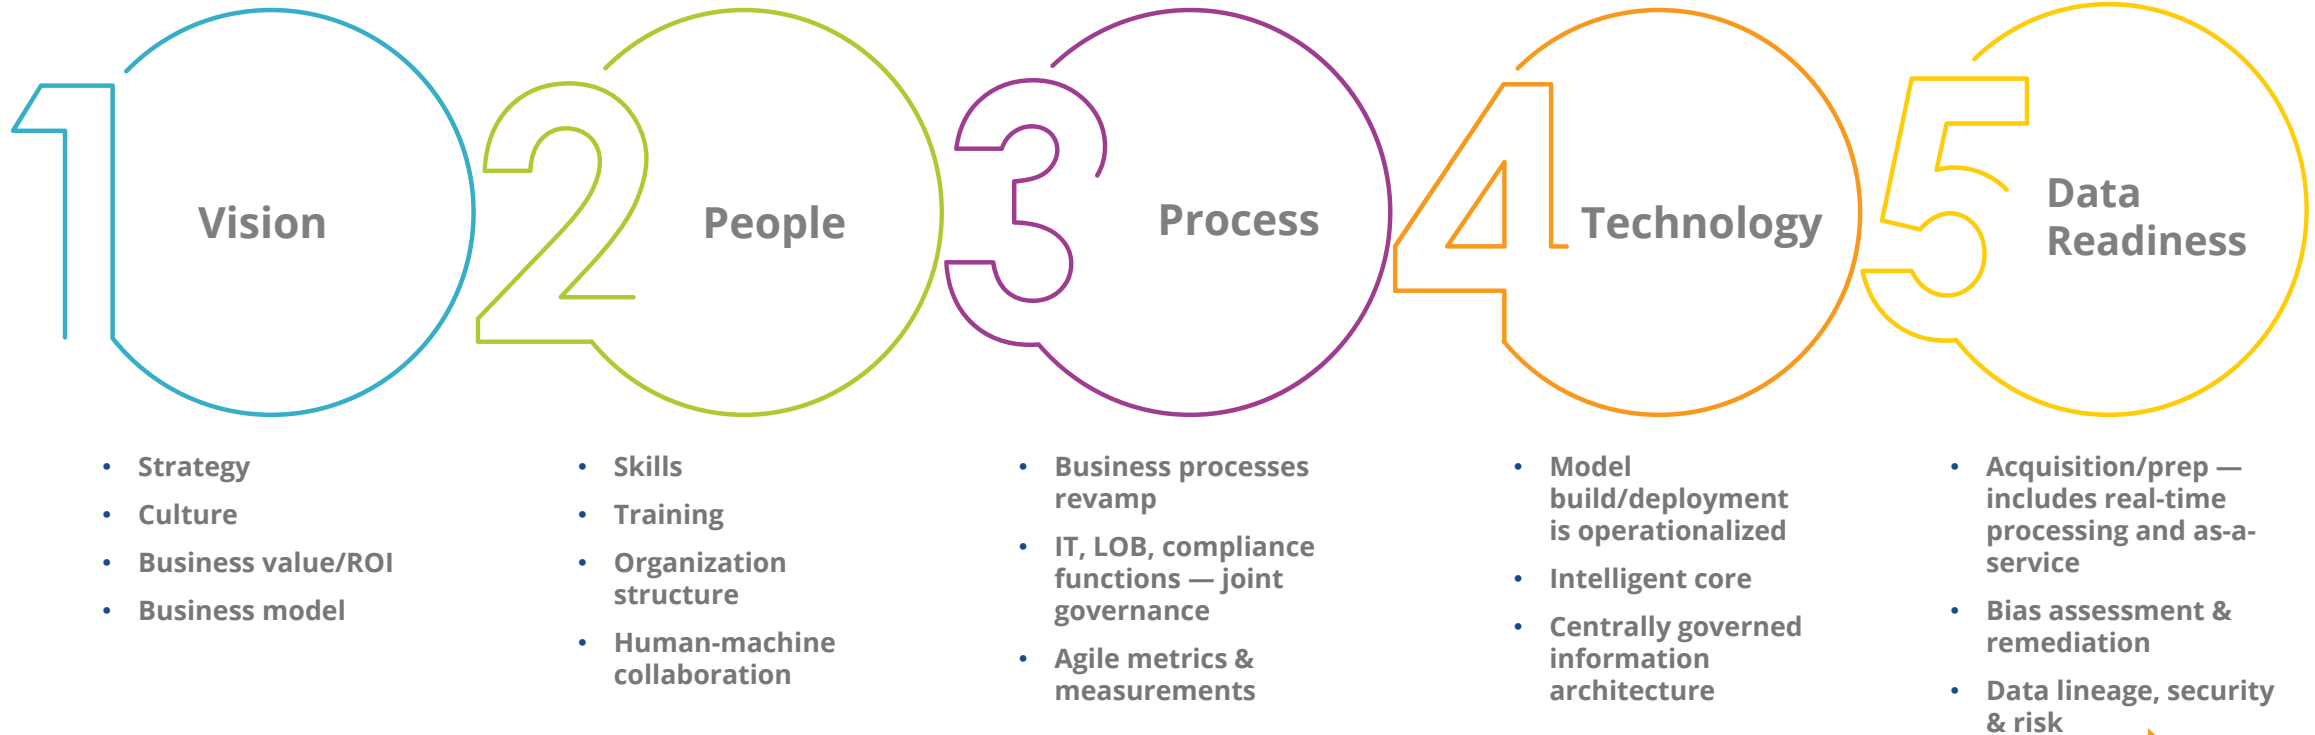 1
Vision
• Strategy
• Culture
• Business value/ROI
• Business model
2
People
• Skills
• Training
• Organization
structure
• Human-machine
collaboration
3
Process
• Business processes
revamp
• IT, LOB, compliance
functions — joint
governance
• Agile metrics &
measurements
4
Technology
• Model
build/deployment
is operationalized
• Intelligent core
• Centrally governed
information
architecture
5
Data
Readiness
• Acquisition/prep —
includes real-time
processing and as-a-
service
• Bias assessment &
remediation
• Data lineage, security
& risk